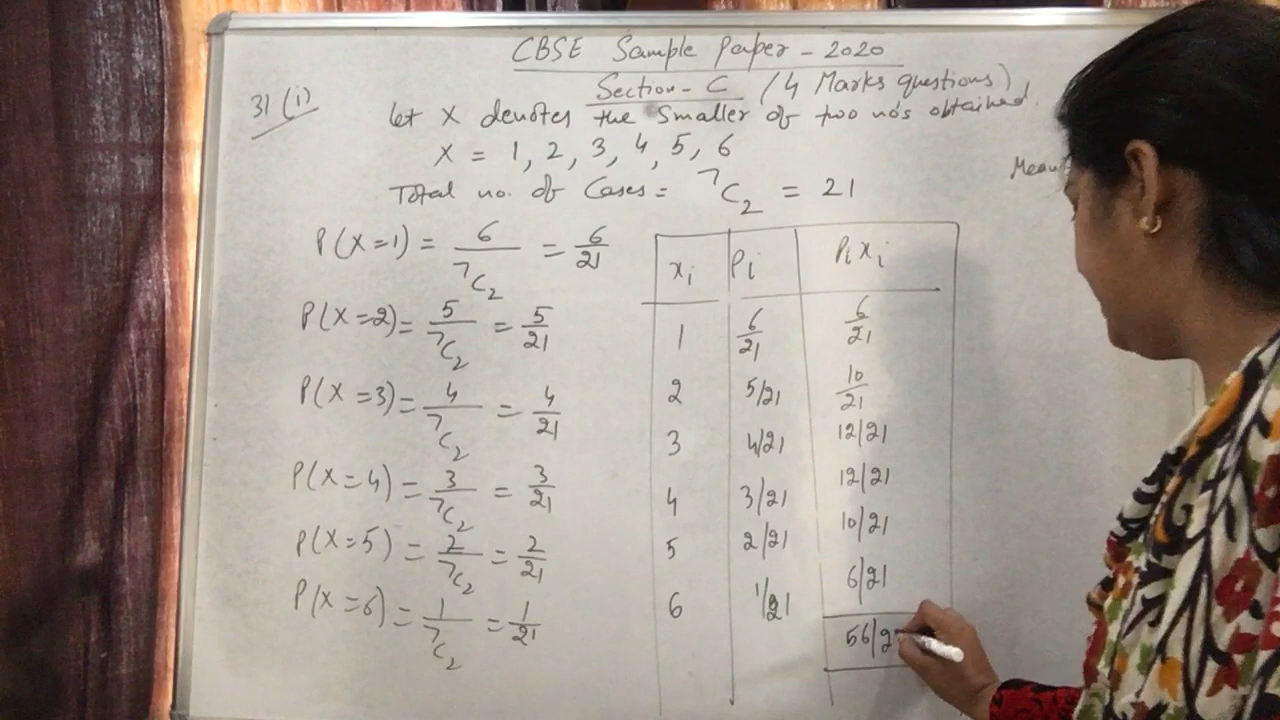 CBSE Sample Paper - 2020
Section - C (4 Marks questions)
31 (i)
Let X denotes the Smaller of two no's obtained.
X = 1, 2, 3, 4, 5, 6
Total no. of Cases = ⁷C₂ = 21
P(X=1) = 6/⁷C₂ = 6/21
P(X=2) = 5/⁷C₂ = 5/21
P(X=3) = 4/⁷C₂ = 4/21
P(X=4) = 3/⁷C₂ = 3/21
P(X=5) = 2/⁷C₂ = 2/21
P(X=6) = 1/⁷C₂ = 1/21
xᵢ Pᵢ Pᵢxᵢ
1 6/21 6/21
2 5/21 10/21
3 4/21 12/21
4 3/21 12/21
5 2/21 10/21
6 1/21 6/21
56/2